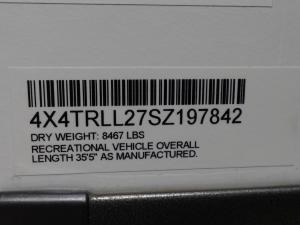 4X4TRLL27SZ197842
DRY WEIGHT: 8467 LBS
RECREATIONAL VEHICLE OVERALL
LENGTH 35'5" AS MANUFACTURED.